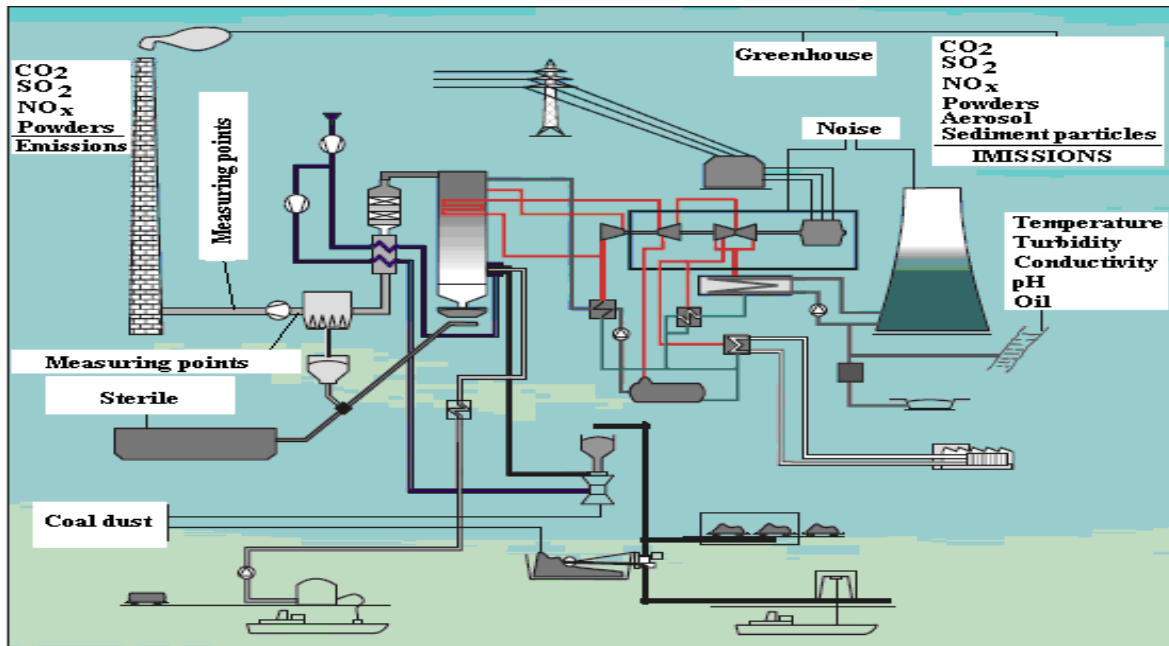 CO2
SO2
NOx
Powders
Emissions
Measuring points
Measuring points
Sterile
Coal dust
Greenhouse
Noise
CO2
SO2
NOx
Powders
Aerosol
Sediment particles
IMISSIONS
Temperature
Turbidity
Conductivity
pH
Oil